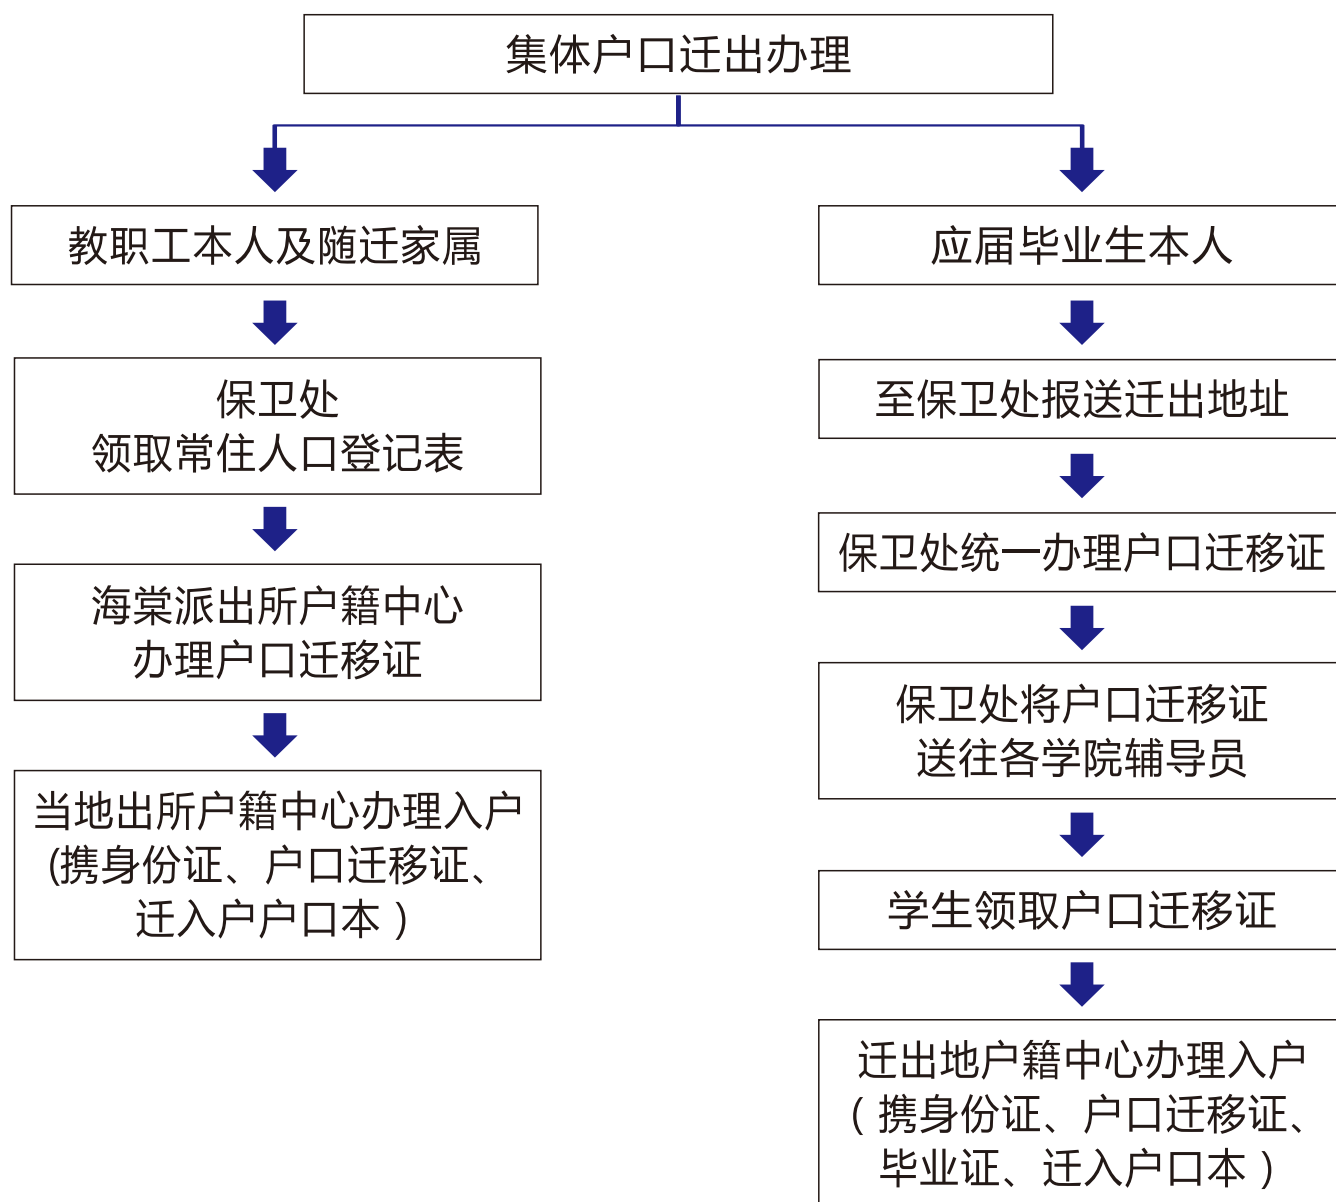 集体户口迁出办理
教职工本人及随迁家属
保卫处
领取常住人口登记表
海棠派出所户籍中心
办理户口迁移证
当地出所户籍中心办理入户
(携身份证、户口迁移证、
迁入户户口本)
应届毕业生本人
至保卫处报送迁出地址
保卫处统一办理户口迁移证
保卫处将户口迁移证
送往各学院辅导员
学生领取户口迁移证
迁出地户籍中心办理入户
(携身份证、户口迁移证、
毕业证、迁入户口本)